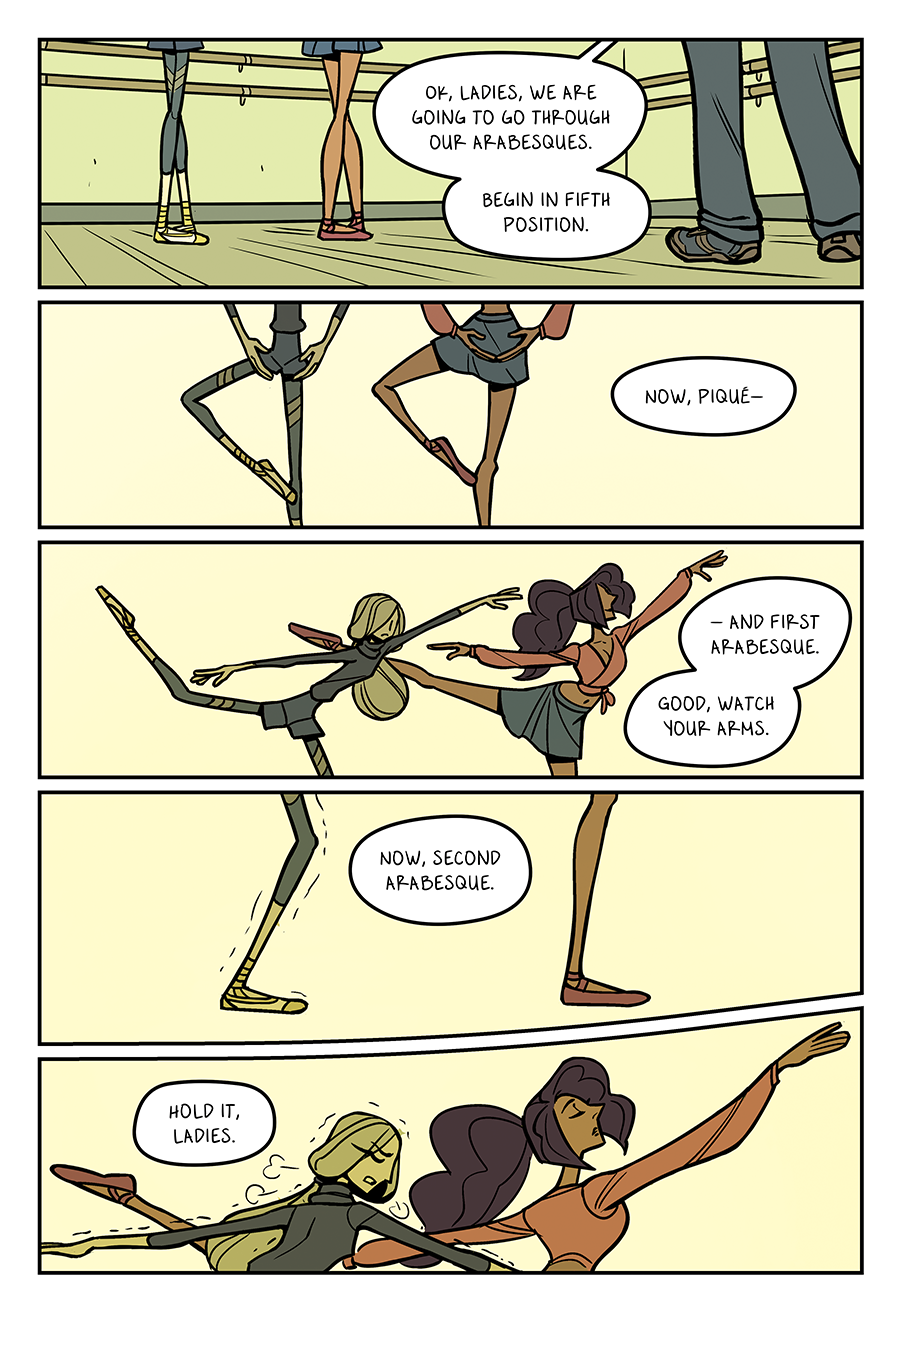 OK, LADIES, WE ARE
GOING TO GO THROUGH
OUR ARABESQUES.
BEGIN IN FIFTH
POSITION.
NOW, PIQUÉ—
— AND FIRST
ARABESQUE.
GOOD, WATCH
YOUR ARMS.
NOW, SECOND
ARABESQUE.
HOLD IT,
LADIES.